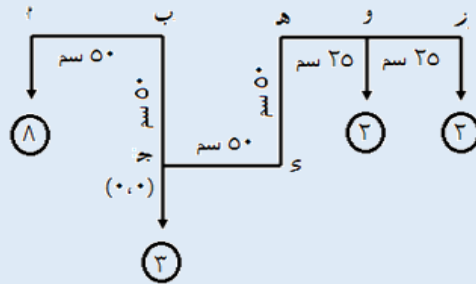 ز و ھ ب ا
٢٥ سم ٢٥ سم ٥٠ سم
٥٠ سم ٥٠ سم
٢ ٢ ٨
ء ٥٠ سم جـ
(٠،٠)
٣